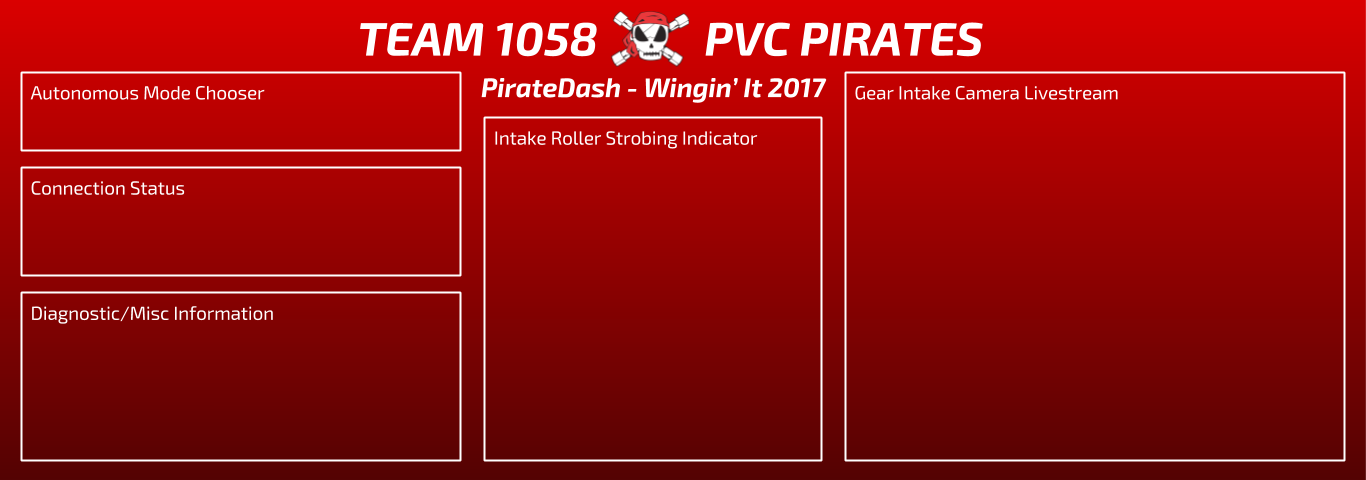 TEAM 1058 PVC PIRATES
PirateDash - Wingin’ It 2017
Autonomous Mode Chooser
Connection Status
Diagnostic/Misc Information
Intake Roller Strobing Indicator
Gear Intake Camera Livestream